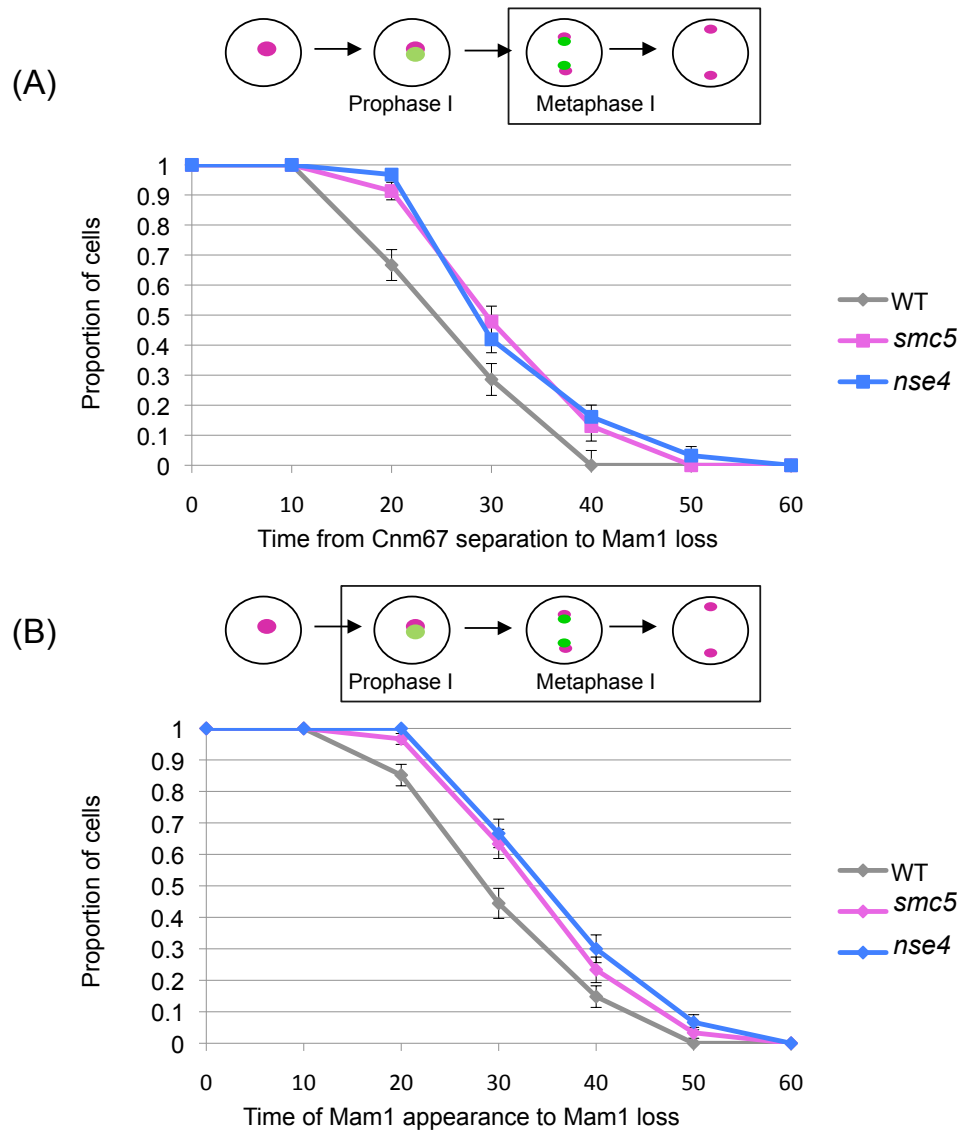 (A)
Prophase I
Metaphase I
Proportion of cells
1
0.9
0.8
0.7
0.6
0.5
0.4
0.3
0.2
0.1
0
0 10 20 30 40 50 60
Time from Cnm67 separation to Mam1 loss
WT
smc5
nse4
(B)
Prophase I
Metaphase I
Proportion of cells
1
0.9
0.8
0.7
0.6
0.5
0.4
0.3
0.2
0.1
0
0 10 20 30 40 50 60
Time of Mam1 appearance to Mam1 loss
WT
smc5
nse4